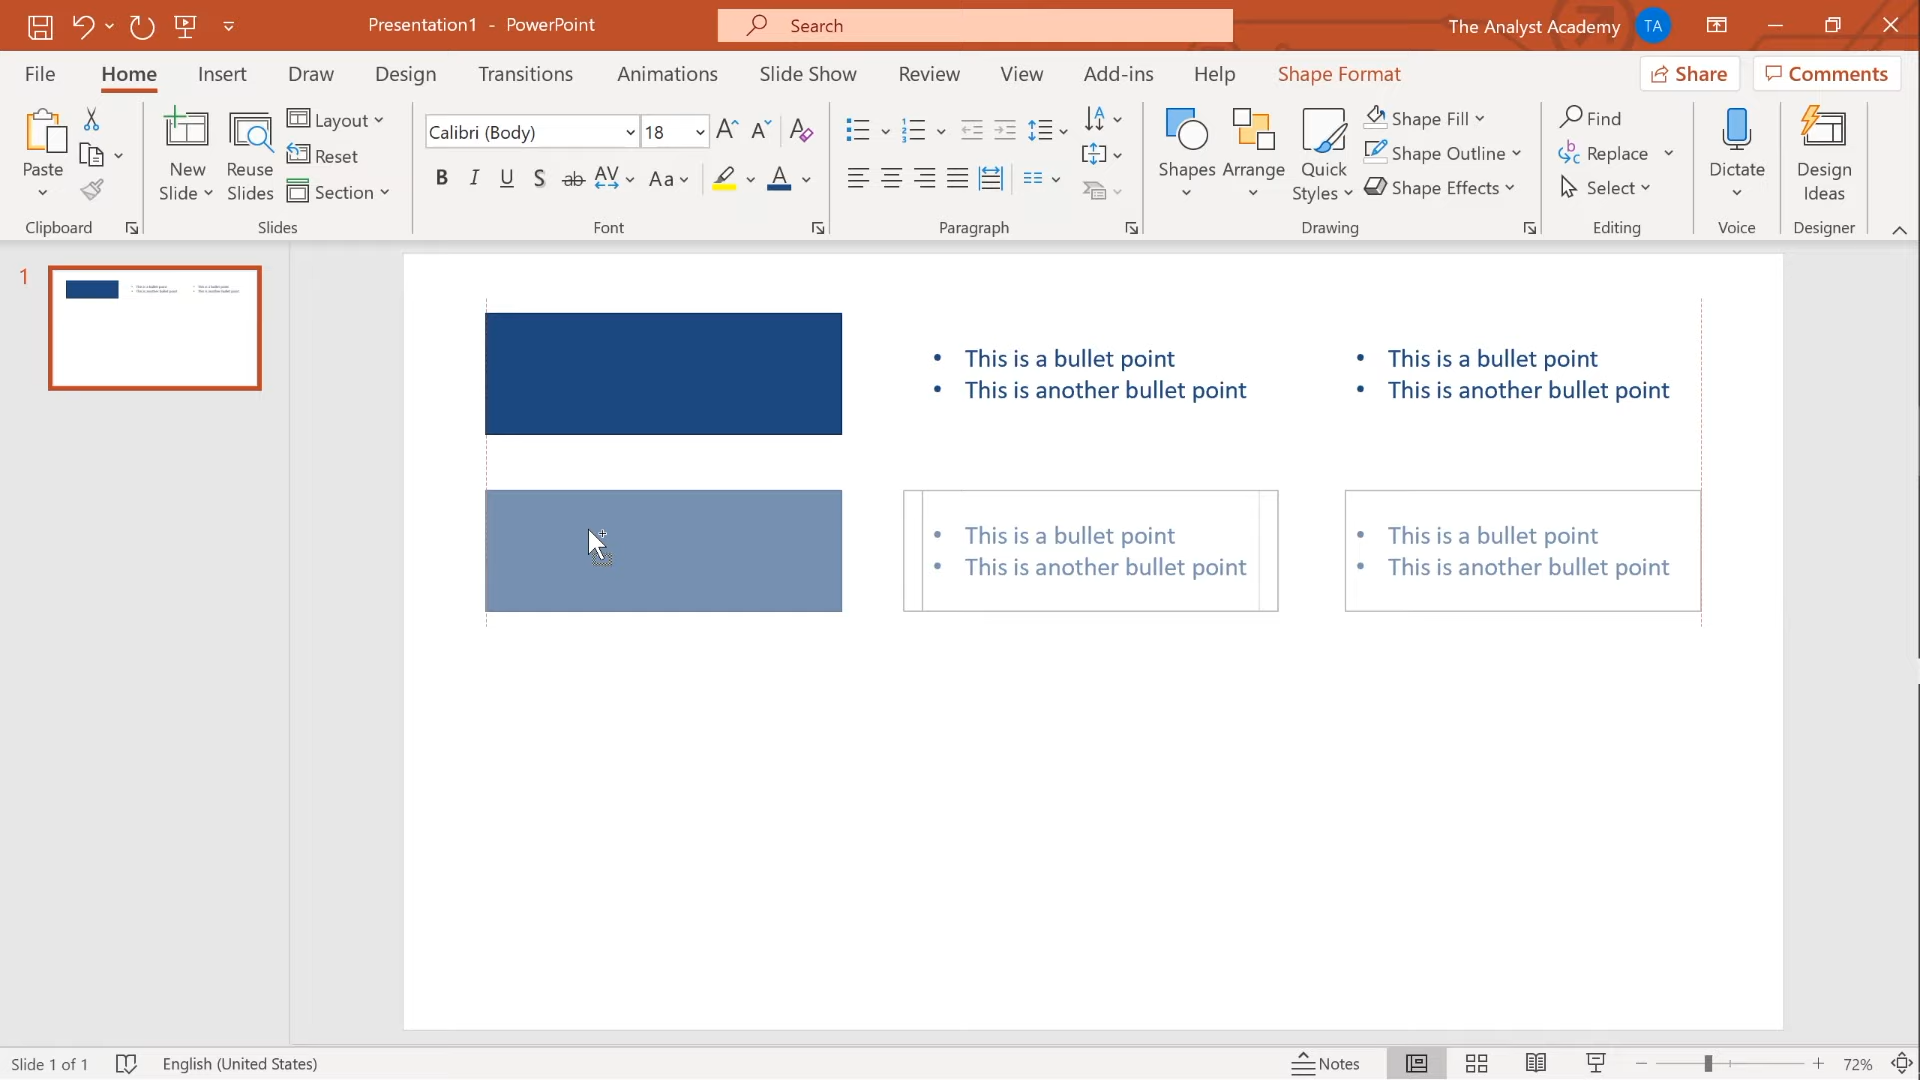 Presentation1 - PowerPoint
Search
The Analyst Academy
TA
File
Home
Insert
Draw
Design
Transitions
Animations
Slide Show
Review
View
Add-ins
Help
Shape Format
Share
Comments
Paste
Clipboard
New
Slide
Reuse
Slides
Layout
Reset
Section
Slides
Calibri (Body)
18
B
I
U
S
ab
AV
Aa
A
Font
Paragraph
Shapes
Arrange
Quick
Styles
Shape Fill
Shape Outline
Shape Effects
Drawing
Find
Replace
Select
Editing
Dictate
Voice
Design
Ideas
Designer
1
• This is a bullet point
• This is another bullet point
• This is a bullet point
• This is another bullet point
• This is a bullet point
• This is another bullet point
• This is a bullet point
• This is another bullet point
Slide 1 of 1
English (United States)
Notes
72%